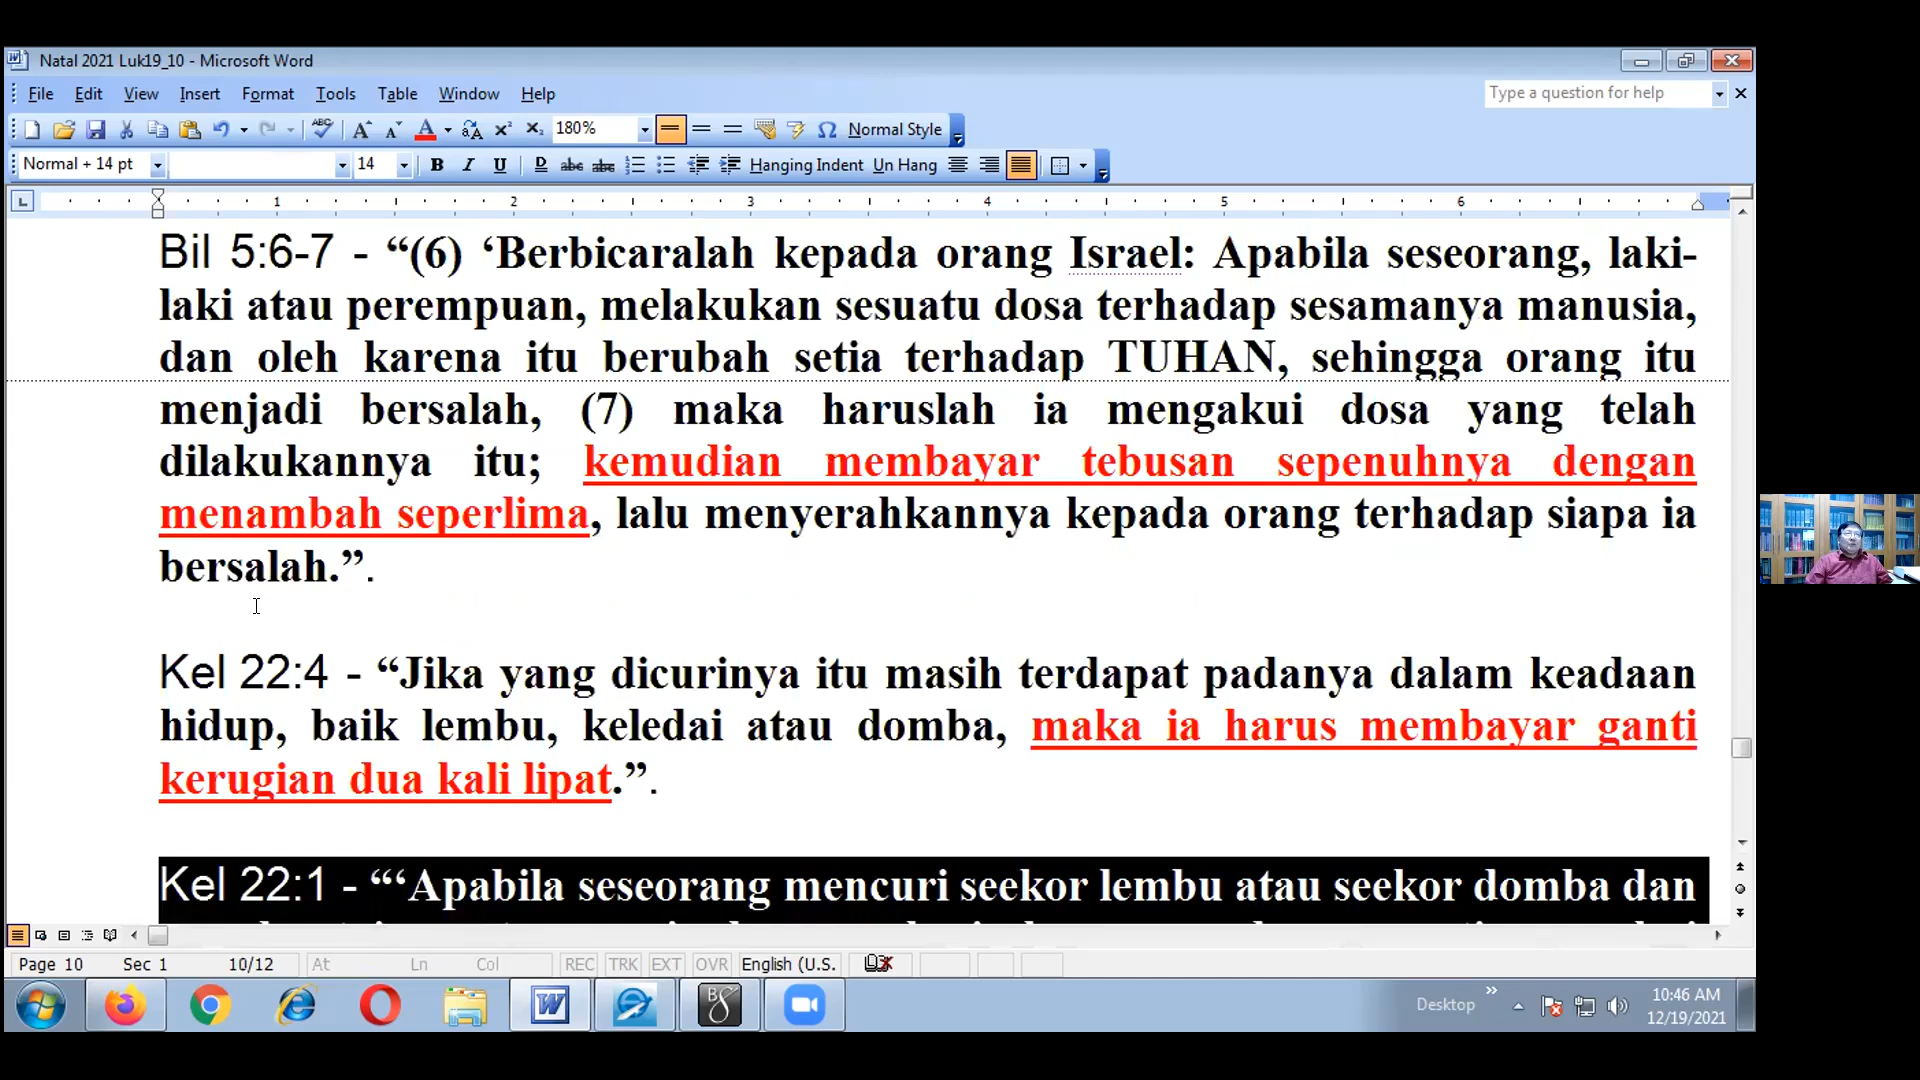 Natal 2021 Luk19_10 - Microsoft Word
File Edit View Insert Format Tools Table Window Help
Type a question for help
180%
Normal Style
Normal + 14 pt
14
B I U
Hanging Indent Un Hang
1 2 3 4 5 6
Bil 5:6-7 - “(6) ‘Berbicaralah kepada orang Israel: Apabila seseorang, laki-
laki atau perempuan, melakukan sesuatu dosa terhadap sesamanya manusia,
dan oleh karena itu berubah setia terhadap TUHAN, sehingga orang itu
menjadi bersalah, (7) maka haruslah ia mengakui dosa yang telah
dilakukannya itu; kemudian membayar tebusan sepenuhnya dengan
menambah seperlima, lalu menyerahkannya kepada orang terhadap siapa ia
bersalah.”.
Kel 22:4 - “Jika yang dicurinya itu masih terdapat padanya dalam keadaan
hidup, baik lembu, keledai atau domba, maka ia harus membayar ganti
kerugian dua kali lipat.”.
Kel 22:1 - “‘Apabila seseorang mencuri seekor lembu atau seekor domba dan
Page 10 Sec 1 10/12 At Ln Col REC TRK EXT OVR English (U.S.
Desktop
10:46 AM
12/19/2021